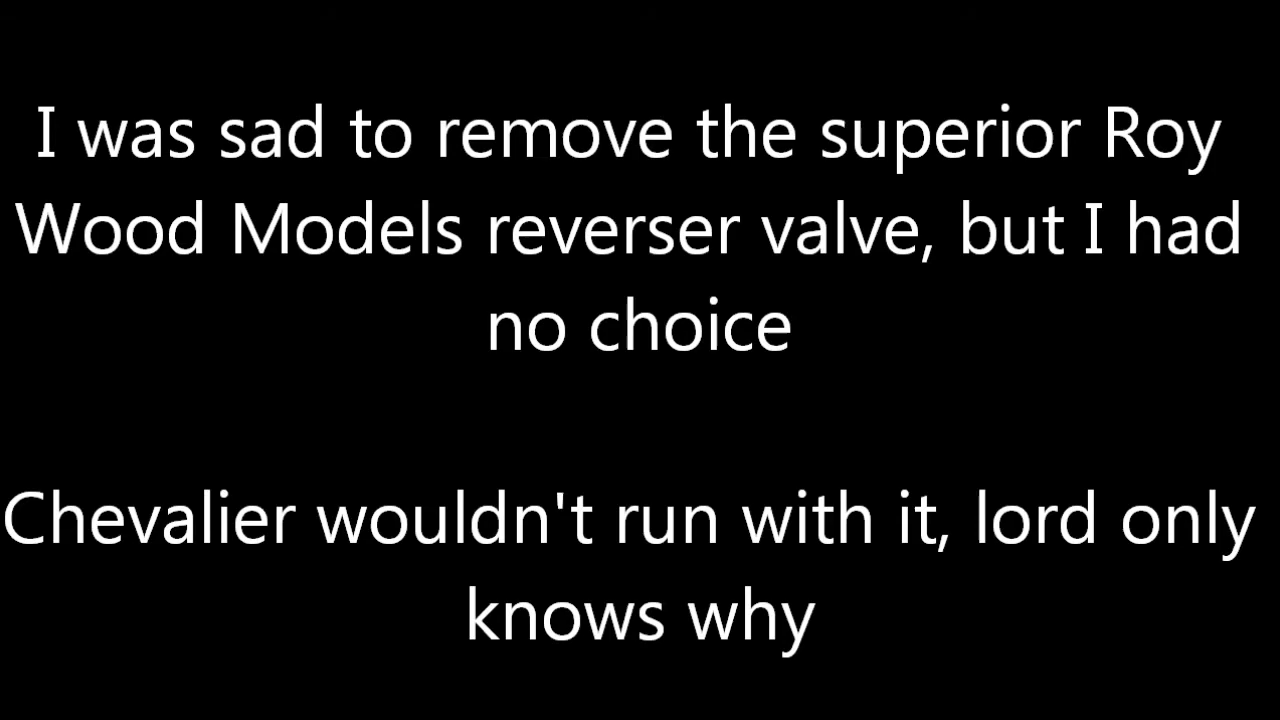 I was sad to remove the superior Roy
Wood Models reverser valve, but I had
no choice
Chevalier wouldn't run with it, lord only
knows why